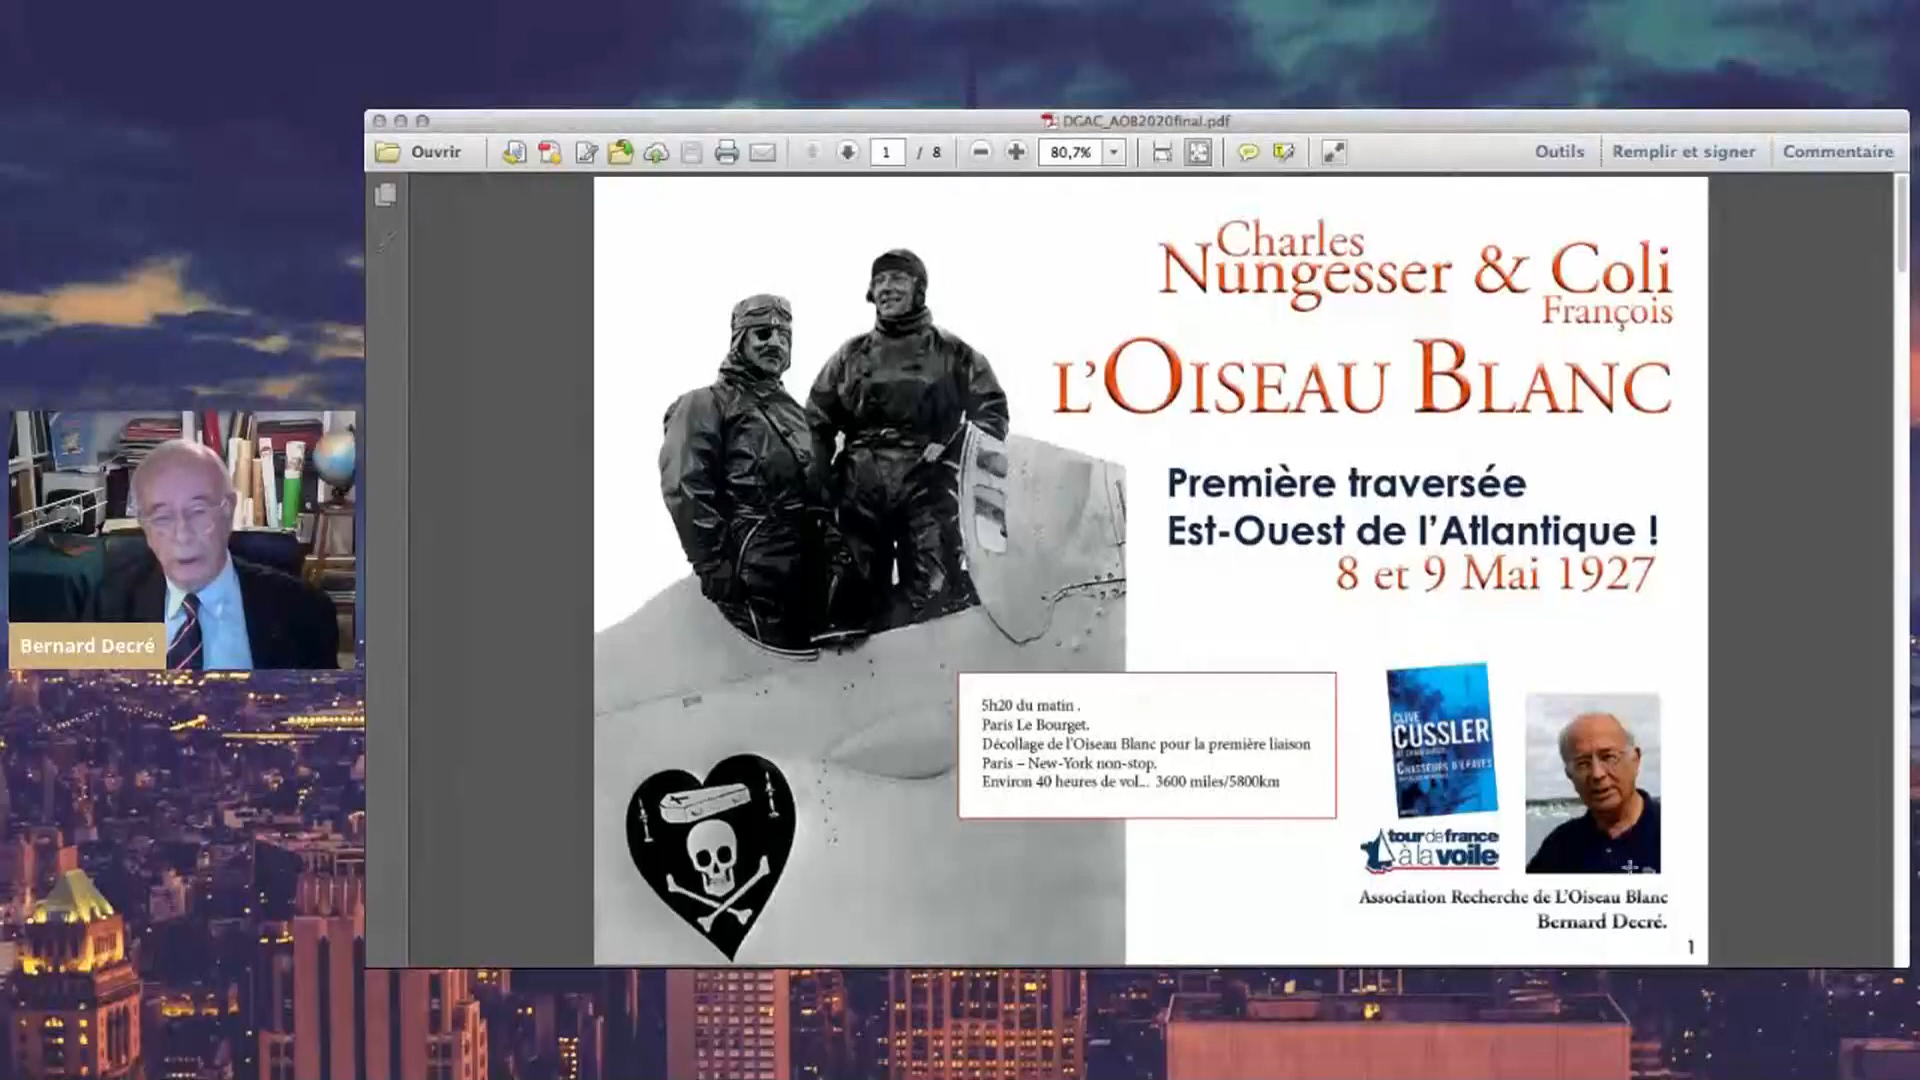 DGAC_AOB2020final.pdf
Ouvrir
1 / 8
80,7%
Outils
Remplir et signer
Commentaire
Charles
Nungesser & Coli
François
L'OISEAU BLANC
Première traversée
Est-Ouest de l'Atlantique !
8 et 9 Mai 1927
5h20 du matin .
Paris Le Bourget.
Décollage de l'Oiseau Blanc pour la première liaison
Paris – New-York non-stop.
Environ 40 heures de vol... 3600 miles/5800km
CLIVE
CUSSLER
CHASSEURS D'ÉPAVES
tour de france
à la voile
Association Recherche de L'Oiseau Blanc
Bernard Decré.
1
Bernard Decré